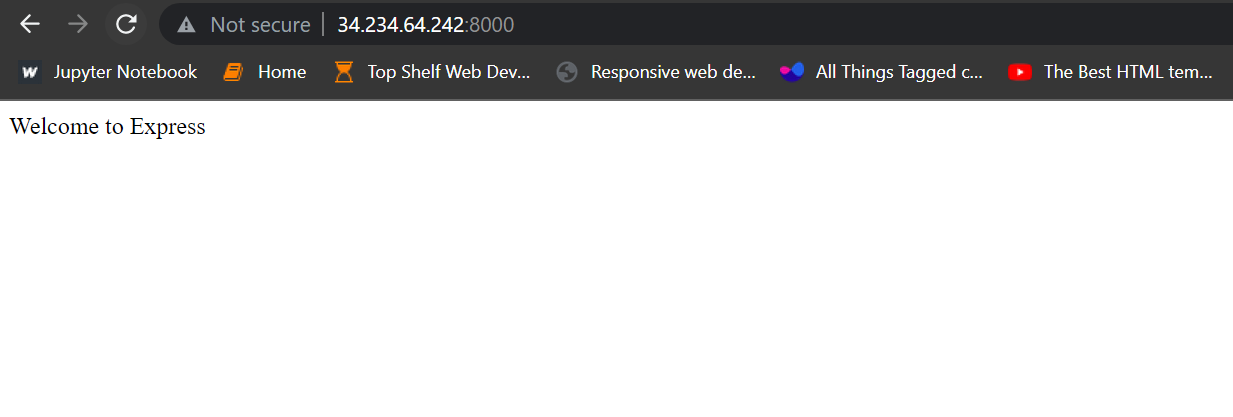 Not secure 34.234.64.242:8000
W Jupyter Notebook Home Top Shelf Web Dev... Responsive web de... All Things Tagged c... The Best HTML tem...
Welcome to Express